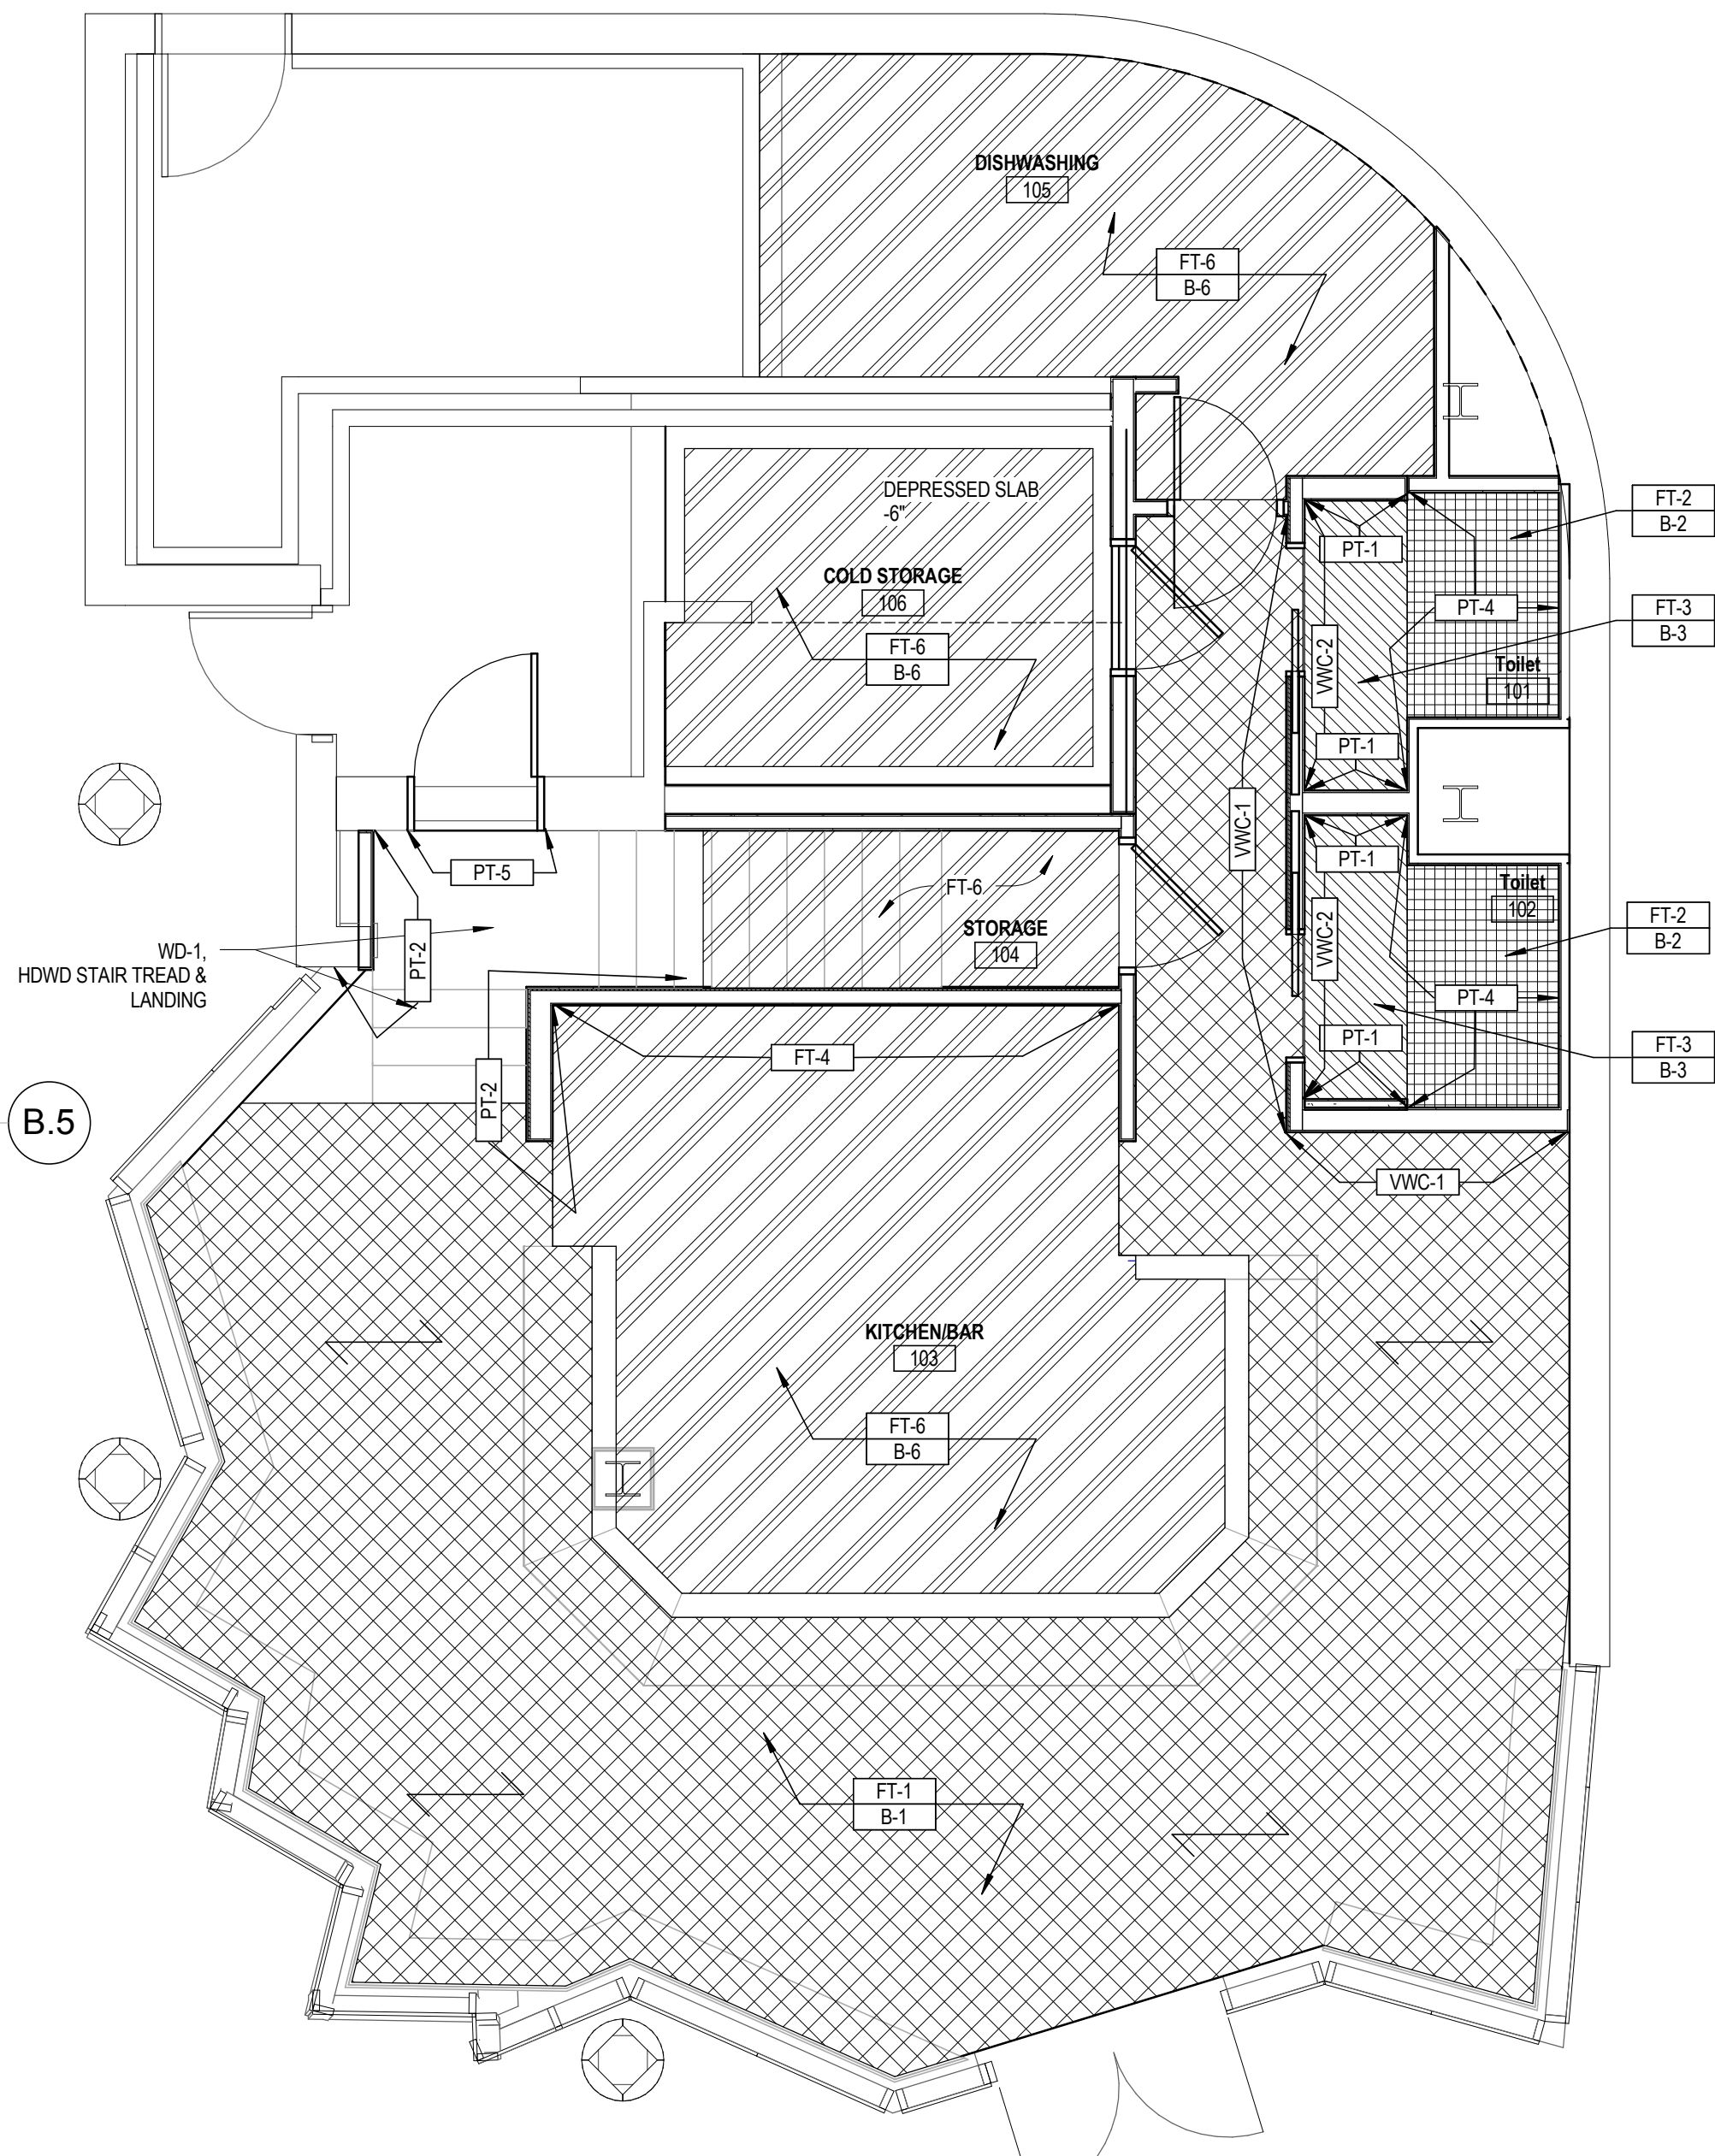 DISHWASHING
105
FT-6
B-6
DEPRESSED SLAB
-6"
COLD STORAGE
106
FT-6
B-6
PT-1
FT-2
B-2
PT-4
FT-3
B-3
VWC-2
Toilet
101
PT-1
VWC-1
PT-1
PT-5
FT-6
Toilet
102
STORAGE
104
VWC-2
FT-2
B-2
WD-1,
HDWD STAIR TREAD &
LANDING
PT-2
PT-4
PT-1
FT-3
B-3
FT-4
PT-2
B.5
VWC-1
KITCHEN/BAR
103
FT-6
B-6
FT-1
B-1